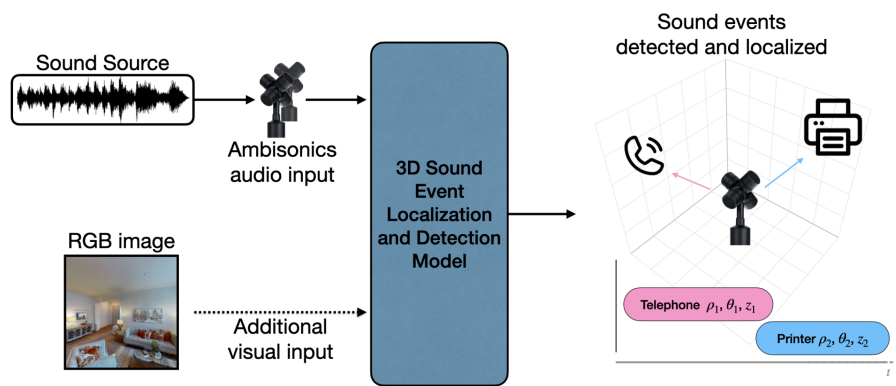 Sound Source
Ambisonics
audio input
RGB image
Additional
visual input
3D Sound
Event
Localization
and Detection
Model
Sound events
detected and localized
Telephone ρ₁, θ₁, z₁
Printer ρ₂, θ₂, z₂
t